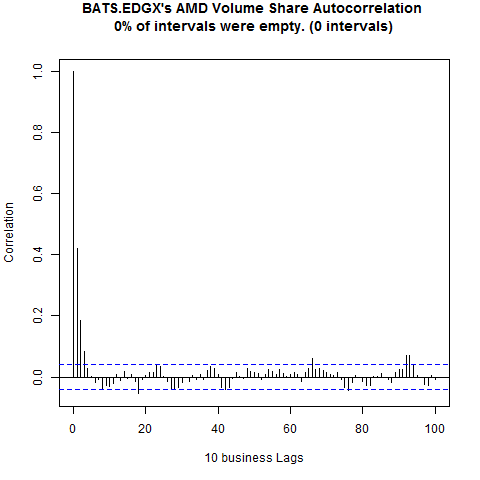 BATS.EDGX's AMD Volume Share Autocorrelation
0% of intervals were empty. (0 intervals)
Correlation
1.0
0.8
0.6
0.4
0.2
0.0
0 20 40 60 80 100
10 business Lags